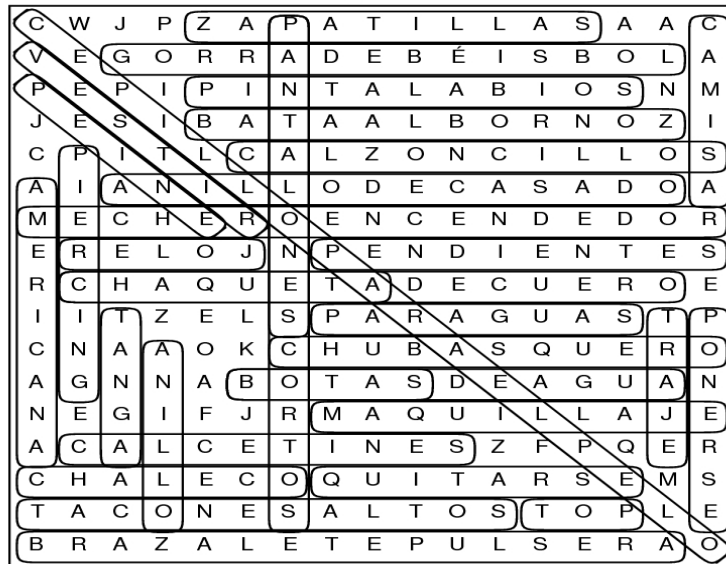 C W J P Z A P A T I L L A S A A C
V E G O R R A D E B É I S B O L A
P E P I P I N T A L A B I O S N M
J E S I B A T A A L B O R N O Z I
C P I T L C A L Z O N C I L L O S
A I A N I L L O D E C A S A D O A
M E C H E R O E N C E N D E D O R
E R E L O J N P E N D I E N T E S
R C H A Q U E T A D E C U E R O E
I I T Z E L S P A R A G U A S T P
C N A A O K C H U B A S Q U E R O
A G N N A B O T A S D E A G U A N
N E G I F J R M A Q U I L L A J E
A C A L C E T I N E S Z F P Q E R
C H A L E C O Q U I T A R S E M S
T A C O N E S A L T O S T O P L E
B R A Z A L E T E P U L S E R A O